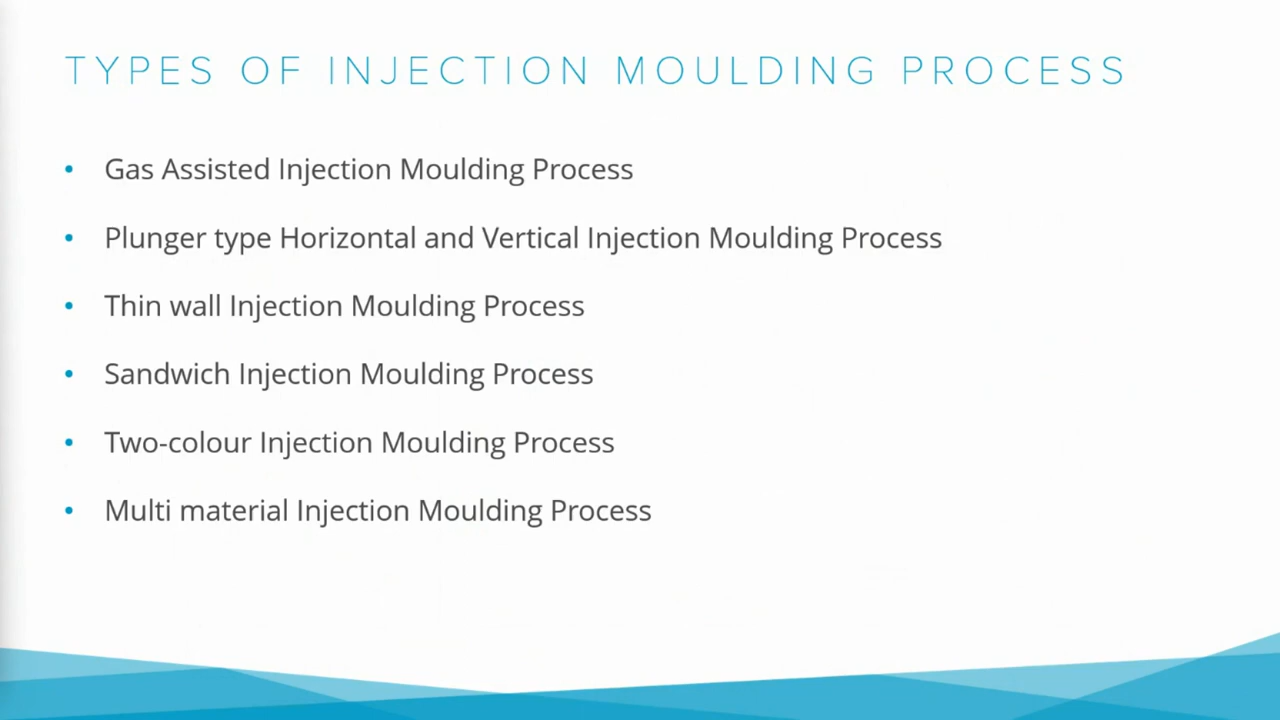 TYPES OF INJECTION MOULDING PROCESS
• Gas Assisted Injection Moulding Process
• Plunger type Horizontal and Vertical Injection Moulding Process
• Thin wall Injection Moulding Process
• Sandwich Injection Moulding Process
• Two-colour Injection Moulding Process
• Multi material Injection Moulding Process